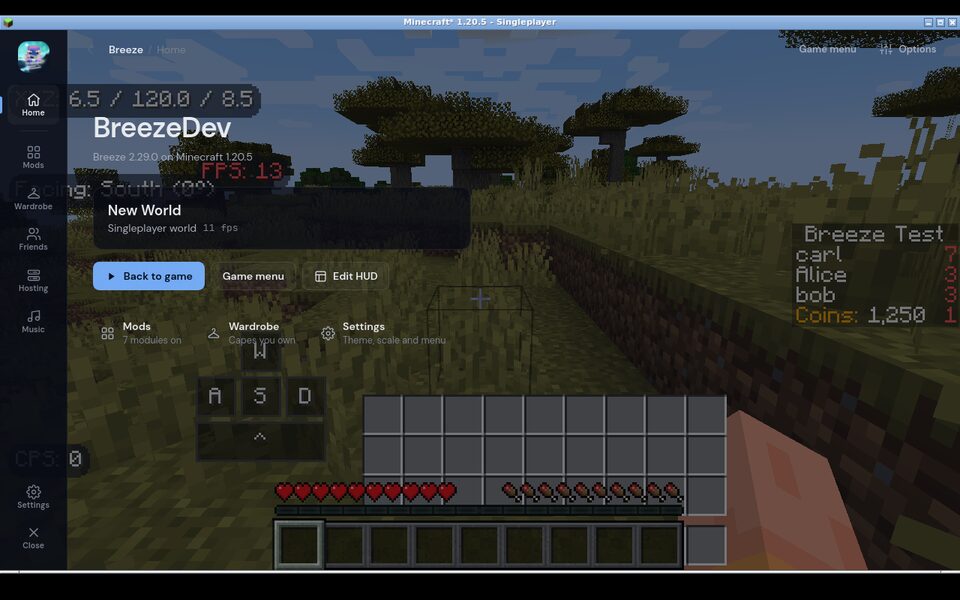 Minecraft* 1.20.5 - Singleplayer
Breeze / Home
Game menu
Options
Home
6.5 / 120.0 / 8.5
BreezeDev
Breeze 2.29.0 on Minecraft 1.20.5
FPS: 13
Mods
Facing: South (0°)
Wardrobe
New World
Singleplayer world 11 fps
Friends
Breeze Test
carl 7
Alice 3
bob 3
Coins: 1,250 1
Back to game
Game menu
Edit HUD
Hosting
Music
Mods
7 modules on
Wardrobe
Capes you own
Settings
Theme, scale and menu
W
A S D
^
CPS: 0
Settings
Close